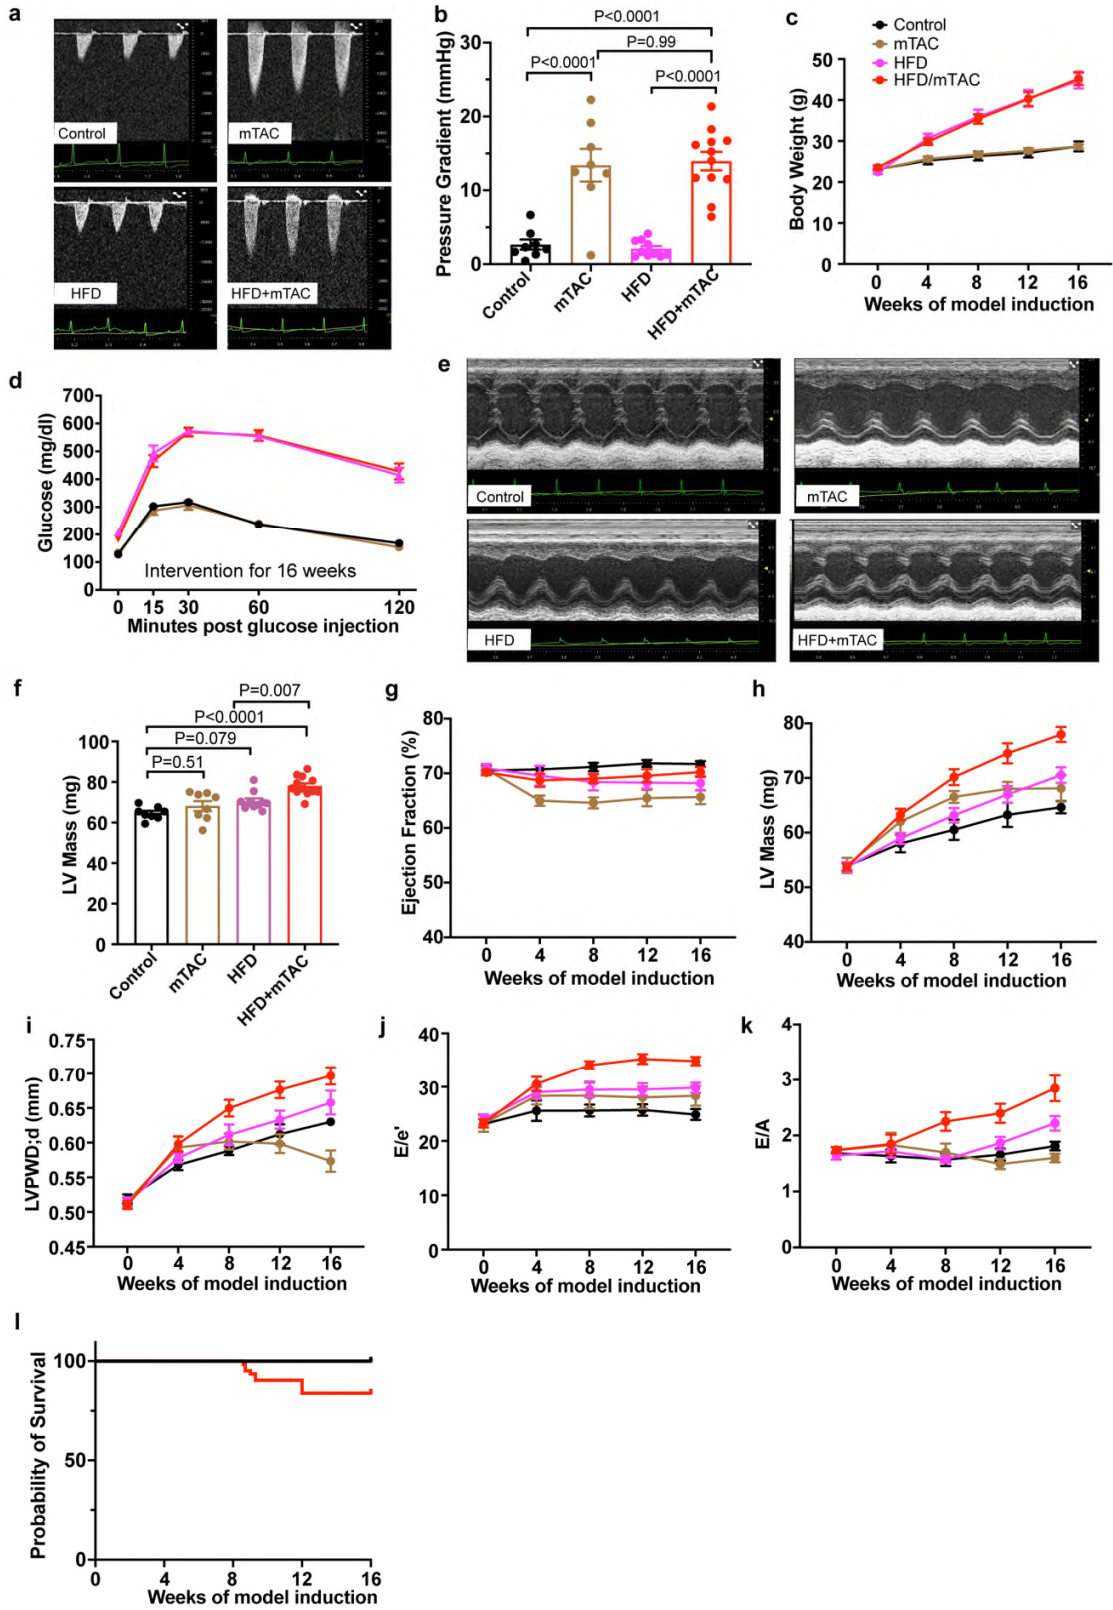 a
Control
mTAC
HFD
HFD+mTAC
b
P<0.0001
P=0.99
P<0.0001
P<0.0001
Pressure Gradient (mmHg)
30
20
10
0
Control
mTAC
HFD
HFD+mTAC
c
Control
mTAC
HFD
HFD/mTAC
Body Weight (g)
50
40
30
20
10
0
0 4 8 12 16
Weeks of model induction
d
Glucose (mg/dl)
700
600
500
400
300
200
100
0
Intervention for 16 weeks
0 15 30 60 120
Minutes post glucose injection
e
Control
mTAC
HFD
HFD+mTAC
f
P=0.007
P<0.0001
P=0.079
P=0.51
LV Mass (mg)
100
80
60
40
20
0
Control
mTAC
HFD
HFD+mTAC
g
Ejection Fraction (%)
80
70
60
50
40
0 4 8 12 16
Weeks of model induction
h
LV Mass (mg)
80
70
60
50
40
0 4 8 12 16
Weeks of model induction
i
LVPWD;d (mm)
0.75
0.70
0.65
0.60
0.55
0.50
0.45
0 4 8 12 16
Weeks of model induction
j
E/e'
40
30
20
10
0
0 4 8 12 16
Weeks of model induction
k
E/A
4
3
2
1
0
0 4 8 12 16
Weeks of model induction
l
Probability of Survival
100
50
0
0 4 8 12 16
Weeks of model induction